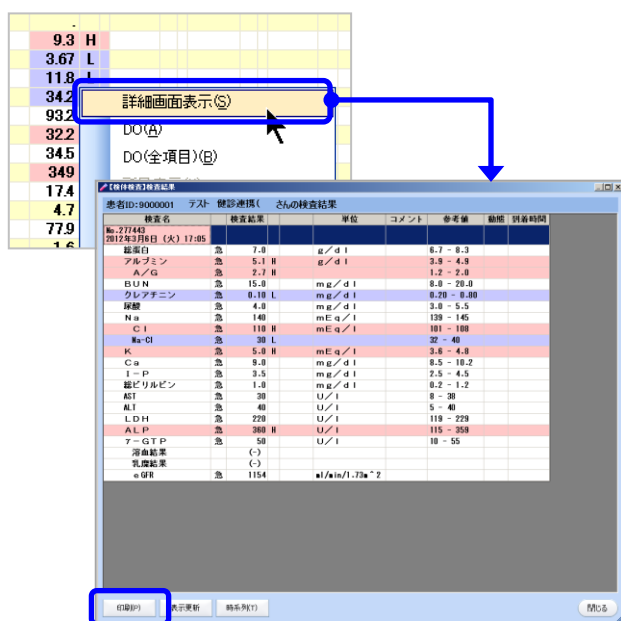 9.3 H
3.67 L
11.8 L
34.2
93.2
32.2
34.5
349
17.4
4.7
77.9
1.6
詳細画面表示(S)
DO(A)
DO(全項目)(B)
【検体検査】検査結果
患者ID:9000001 テスト 健診連携( さんの検査結果
検査名 検査結果 単位 コメント 参考値 動態 到着時間
No.277443
2012年3月6日 (火) 17:05
総蛋白 急 7.0 g/dl 6.7 - 8.3
アルブミン 急 5.1 H g/dl 3.9 - 4.9
A/G 急 2.7 H 1.2 - 2.0
BUN 急 15.0 mg/dl 8.0 - 20.0
クレアチニン 急 0.10 L mg/dl 0.20 - 0.80
尿酸 急 4.0 mg/dl 3.0 - 5.5
Na 急 140 mEq/l 139 - 145
Cl 急 110 H mEq/l 101 - 108
Na-Cl 急 30 L 32 - 40
K 急 5.0 H mEq/l 3.6 - 4.8
Ca 急 9.0 mg/dl 8.5 - 10.2
I-P 急 3.5 mg/dl 2.5 - 4.5
総ビリルビン 急 1.0 mg/dl 0.2 - 1.2
AST 急 30 U/l 8 - 38
ALT 急 40 U/l 5 - 40
LDH 急 220 U/l 119 - 229
ALP 急 360 H U/l 115 - 359
γ-GTP 急 50 U/l 10 - 55
溶血結果 (-)
乳糜結果 (-)
eGFR 急 1154 ml/min/1.73m^2
印刷(P) 表示更新 時系列(T) 閉じる